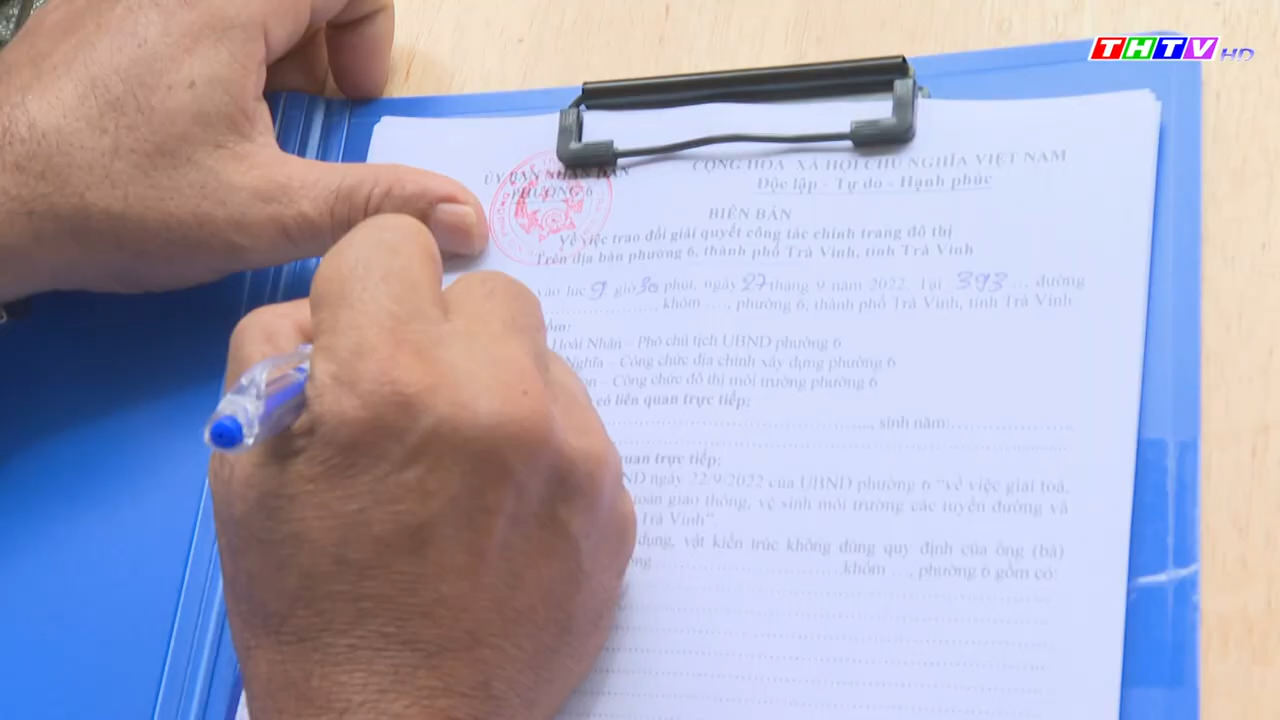 THTV HD
ỦY BAN NHÂN DÂN
PHƯỜNG 6
CỘNG HÒA XÃ HỘI CHỦ NGHĨA VIỆT NAM
Độc lập - Tự do - Hạnh phúc
BIÊN BẢN
Về việc trao đổi giải quyết công tác chỉnh trang đô thị
Trên địa bàn phường 6, thành phố Trà Vinh, tỉnh Trà Vinh
vào lúc 9 giờ 30 phút, ngày 27 tháng 9 năm 2022. Tại 393 … đường
…, khóm …., phường 6, thành phố Trà Vinh, tỉnh Trà Vinh
Hoài Nhân – Phó chủ tịch UBND phường 6
Nghĩa – Công chức địa chính xây dựng phường 6
– Công chức đô thị môi trường phường 6
có liên quan trực tiếp:
…, sinh năm:…
quan trực tiếp:
ngày 22/9/2022 của UBND phường 6 "về việc giải toả,
toàn giao thông, vệ sinh môi trường các tuyến đường và
Trà Vinh".
dụng, vật kiến trúc không đúng quy định của ông (bà)
…khóm …, phường 6 gồm có: